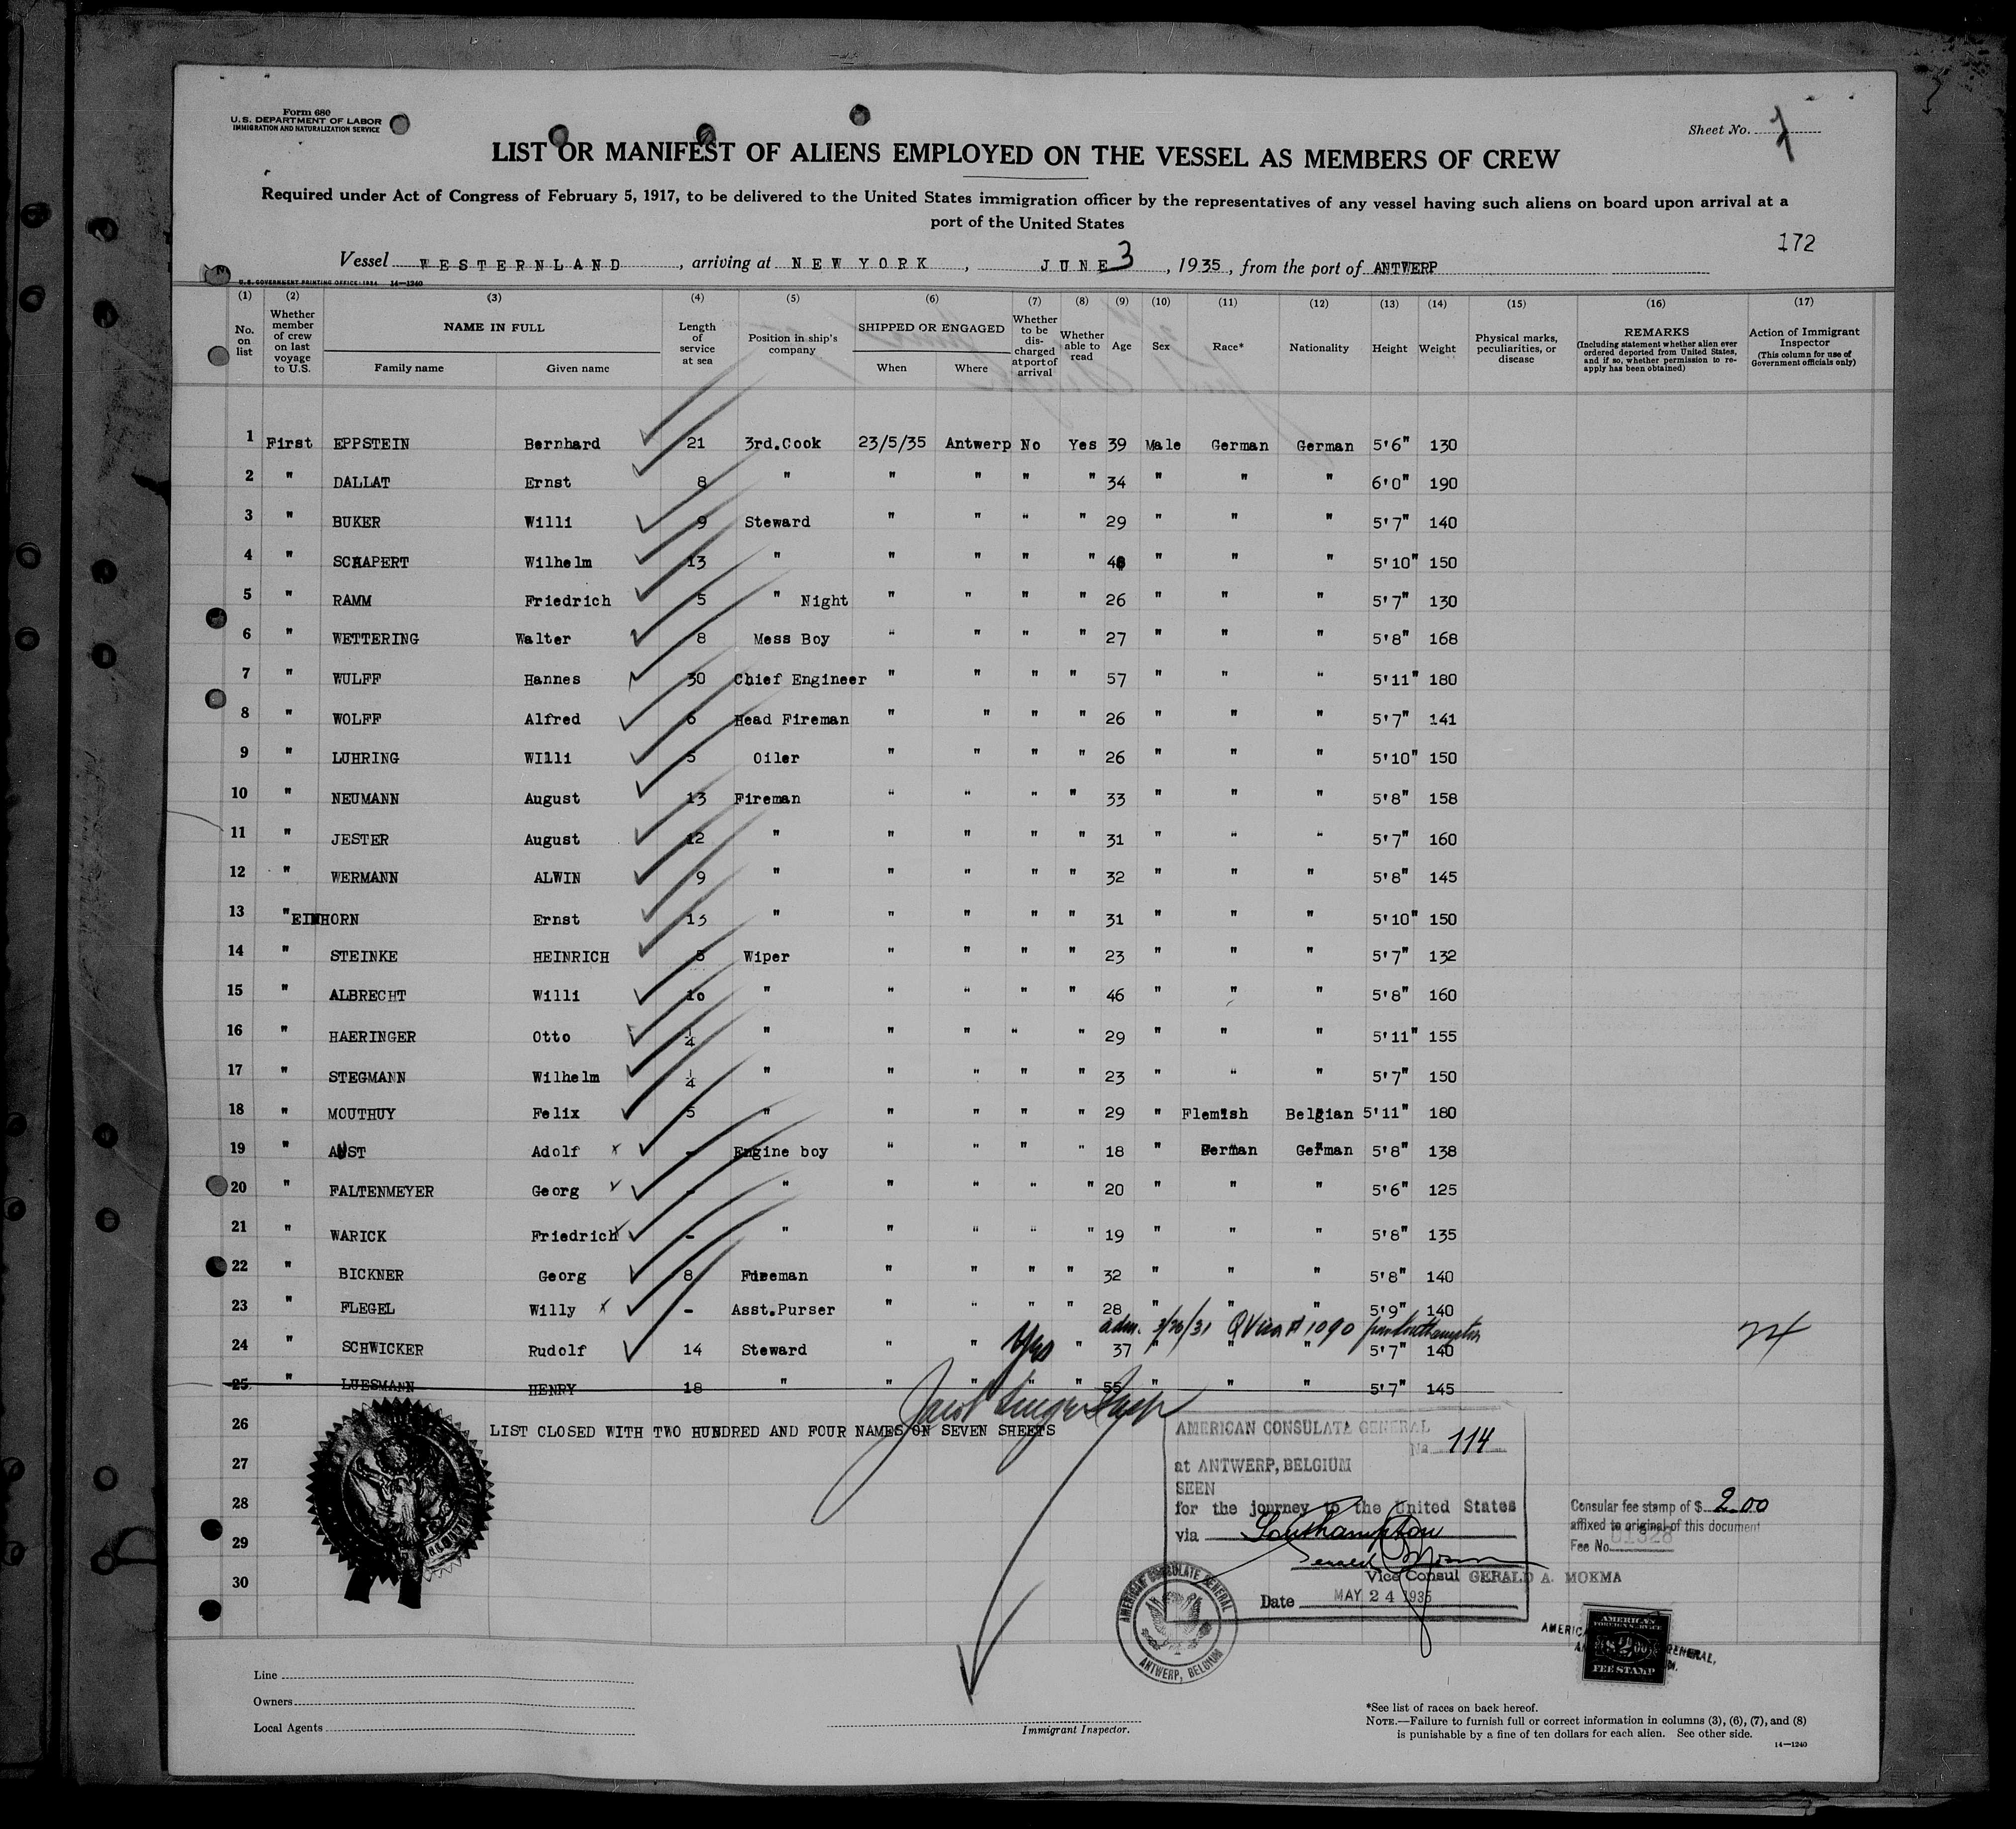 Form 680
U.S. DEPARTMENT OF LABOR
IMMIGRATION AND NATURALIZATION SERVICE
Sheet No. 7
LIST OR MANIFEST OF ALIENS EMPLOYED ON THE VESSEL AS MEMBERS OF CREW
Required under Act of Congress of February 5, 1917, to be delivered to the United States immigration officer by the representatives of any vessel having such aliens on board upon arrival at a
port of the United States
172
Vessel WESTERNLAND, arriving at NEW YORK, JUNE 3, 1935, from the port of ANTWERP
U.S. GOVERNMENT PRINTING OFFICE: 1934 14—1240
(1) (2) (3) (4) (5) (6) (7) (8) (9) (10) (11) (12) (13) (14) (15) (16) (17)
No. on list
Whether member of crew on last voyage to U.S.
NAME IN FULL
Family name Given name
Length of service at sea
Position in ship's company
SHIPPED OR ENGAGED
When Where
Whether to be discharged at port of arrival
Whether able to read
Age
Sex
Race*
Nationality
Height
Weight
Physical marks, peculiarities, or disease
REMARKS
(Including statement whether alien ever ordered deported from United States, and if so, whether permission to reapply has been obtained)
Action of Immigrant Inspector
(This column for use of Government officials only)
1 First EPPSTEIN Bernhard 21 3rd.Cook 23/5/35 Antwerp No Yes 39 Male German German 5'6" 130
2 " DALLAT Ernst 8 " " " " " 34 " " " 6'0" 190
3 " BUKER Willi 9 Steward " " " " 29 " " " 5'7" 140
4 " SCHAPERT Wilhelm 13 " " " " " 48 " " " 5'10" 150
5 " RAMM Friedrich 5 " Night " " " " 26 " " " 5'7" 130
6 " WETTERING Walter 8 Mess Boy " " " " 27 " " " 5'8" 168
7 " WULFF Hannes 30 Chief Engineer " " " " 57 " " " 5'11" 180
8 " WOLFF Alfred 6 Head Fireman " " " " 26 " " " 5'7" 141
9 " LUHRING WIlli 5 Oiler " " " " 26 " " " 5'10" 150
10 " NEUMANN August 13 Fireman " " " " 33 " " " 5'8" 158
11 " JESTER August 12 " " " " " 31 " " " 5'7" 160
12 " WERMANN ALWIN 9 " " " " " 32 " " " 5'8" 145
13 " EINHORN Ernst 13 " " " " " 31 " " " 5'10" 150
14 " STEINKE HEINRICH 8 Wiper " " " " 23 " " " 5'7" 132
15 " ALBRECHT Willi 10 " " " " " 46 " " " 5'8" 160
16 " HAERINGER Otto 1/4 " " " " " 29 " " " 5'11" 155
17 " STEGMANN Wilhelm 1/4 " " " " " 23 " " " 5'7" 150
18 " MOUTHUY Felix 5 " " " " " 29 " Flemish Belgian 5'11" 180
19 " AUST Adolf x - Engine boy " " " " 18 " German German 5'8" 138
20 " FALTENMEYER Georg - " " " " " 20 " " " 5'6" 125
21 " WARICK Friedrich x - " " " " " 19 " " " 5'8" 135
22 " BICKNER Georg 8 Fireman " " " " 32 " " " 5'8" 140
23 " FLEGEL Willy x - Asst.Purser " " " " 28 " " " 5'9" 140
adm. 3/20/31 QVisa # 1090
24 " SCHWICKER Rudolf 14 Steward " " Yes " 37 " " " 5'7" 140
25 " LUESMANN HENRY 18 " " " " " 55 " " " 5'7" 145
26 LIST CLOSED WITH TWO HUNDRED AND FOUR NAMES ON SEVEN SHEETS
27
28
29
30
AMERICAN CONSULATA GENERAL
No. 114
at ANTWERP, BELGIUM
SEEN
for the journey to the United States
via Southampton
Vice Consul GERALD A. MOKMA
Date MAY 24 1935
AMERICAN CONSULATE GENERAL
ANTWERP, BELGIUM
Consular fee stamp of $ 2.00
affixed to original of this document
Fee No.
AMERICAN
FOREIGN SERVICE
FEE STAMP
Line
Owners
Local Agents
Immigrant Inspector.
*See list of races on back hereof.
NOTE.—Failure to furnish full or correct information in columns (3), (6), (7), and (8)
is punishable by a fine of ten dollars for each alien. See other side.
14—1240